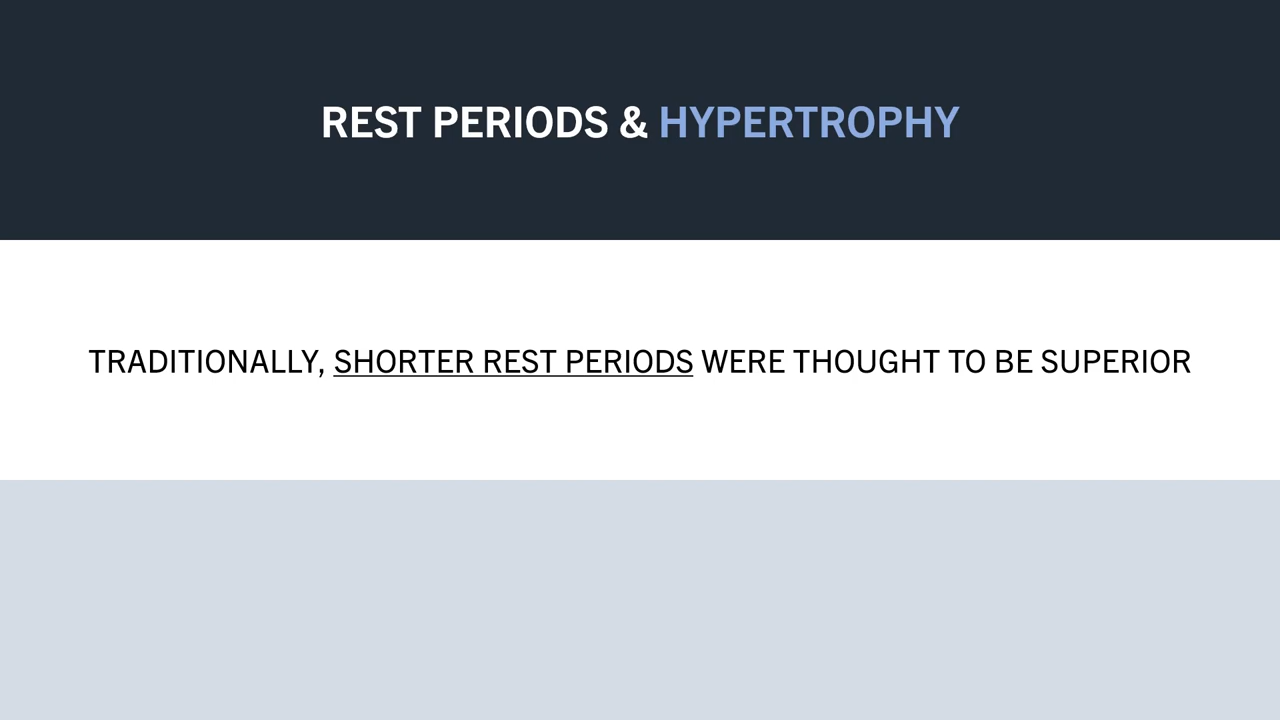 REST PERIODS & HYPERTROPHY
TRADITIONALLY, SHORTER REST PERIODS WERE THOUGHT TO BE SUPERIOR